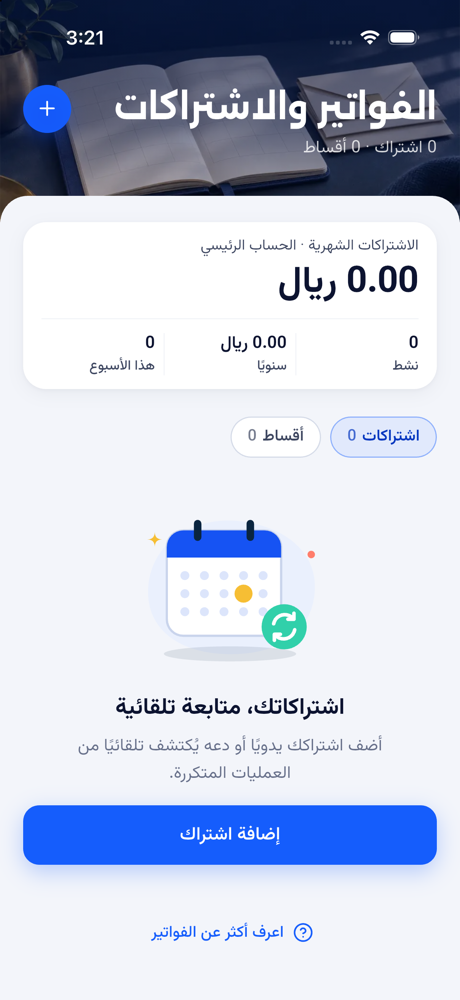 3:21
الفواتير والاشتراكات
0 اشتراك · 0 أقساط
الاشتراكات الشهرية · الحساب الرئيسي
0.00 ريال
0
نشط
0.00 ريال
سنويًا
0
هذا الأسبوع
اشتراكات 0
أقساط 0
اشتراكاتك، متابعة تلقائية
أضف اشتراكك يدويًا أو دعه يُكتشف تلقائيًا من
العمليات المتكررة.
إضافة اشتراك
اعرف أكثر عن الفواتير